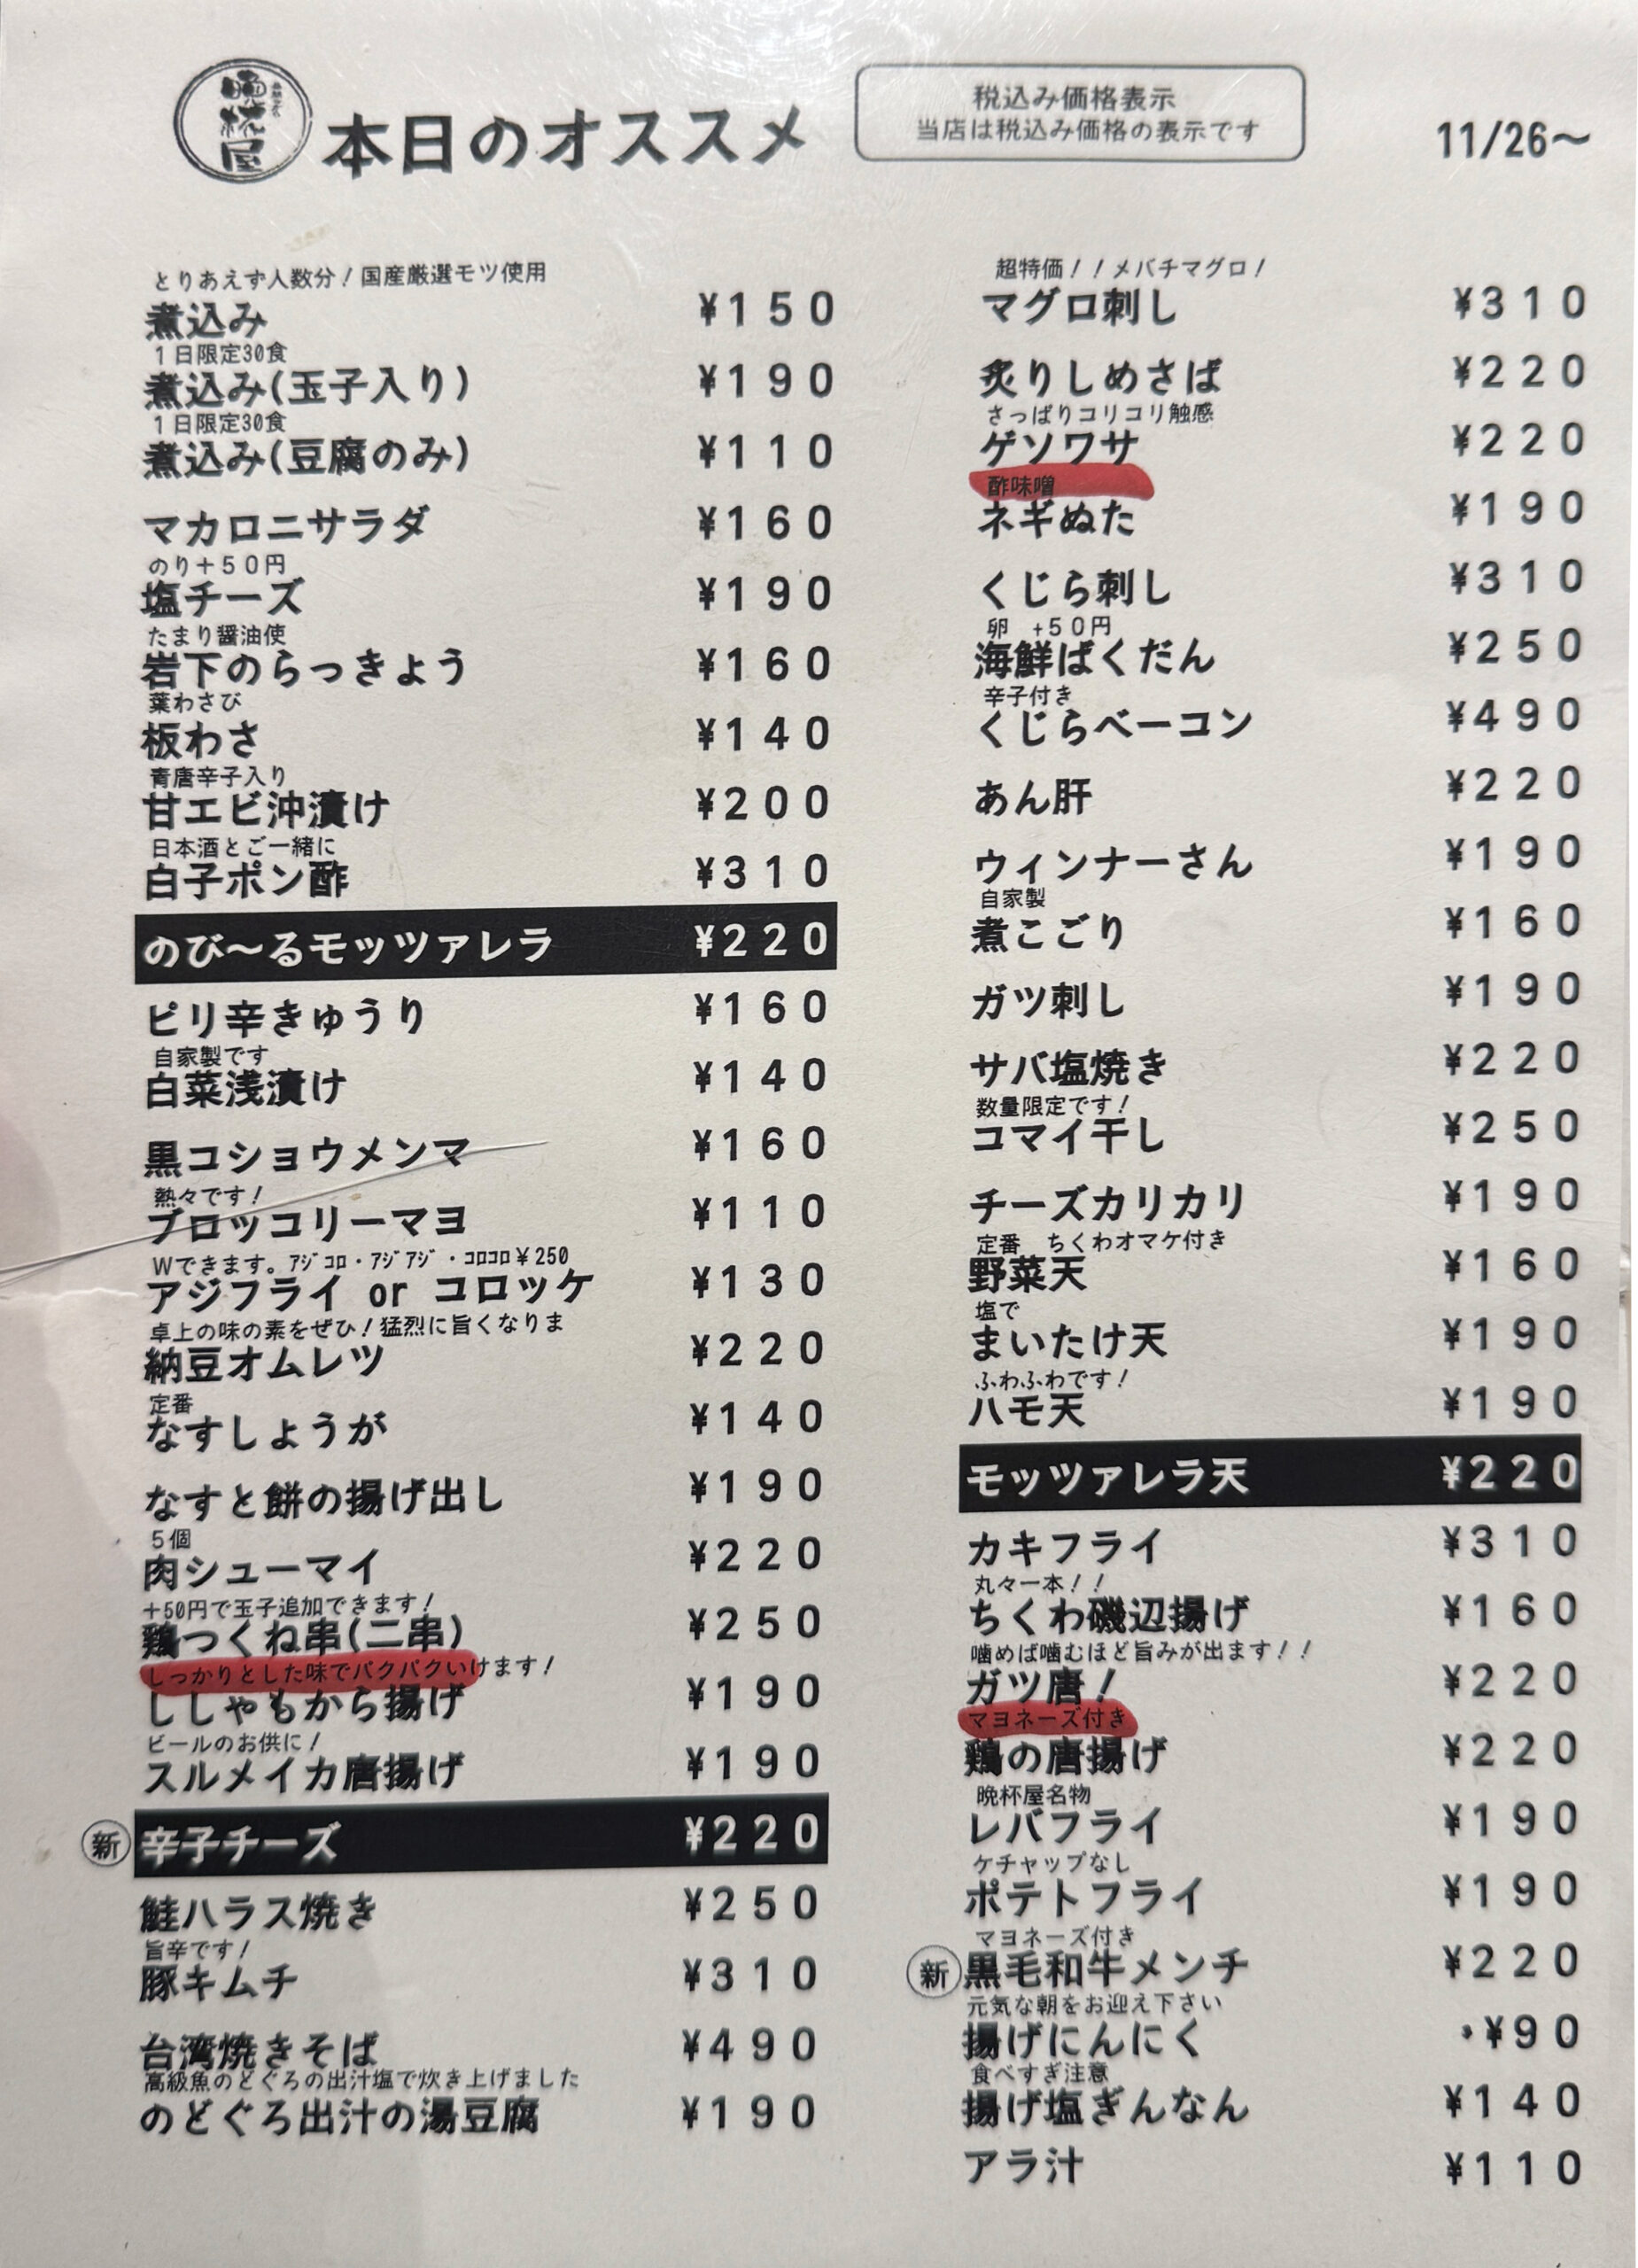 晩杯屋
本日のオススメ
税込み価格表示
当店は税込み価格の表示です
11/26〜
とりあえず人数分！国産厳選モツ使用
煮込み ¥150
1日限定30食
煮込み(玉子入り) ¥190
1日限定30食
煮込み(豆腐のみ) ¥110
マカロニサラダ ¥160
のり＋50円
塩チーズ ¥190
たまり醤油使
岩下のらっきょう ¥160
葉わさび
板わさ ¥140
青唐辛子入り
甘エビ沖漬け ¥200
日本酒とご一緒に
白子ポン酢 ¥310
のび〜るモッツァレラ ¥220
ピリ辛きゅうり ¥160
自家製です
白菜浅漬け ¥140
黒コショウメンマ ¥160
熱々です！
ブロッコリーマヨ ¥110
Wできます。ｱｼﾞｺﾛ・ｱｼﾞｱｼﾞ・ｺﾛｺﾛ¥250
アジフライ or コロッケ ¥130
卓上の味の素をぜひ！猛烈に旨くなりま
納豆オムレツ ¥220
定番
なすしょうが ¥140
なすと餅の揚げ出し ¥190
5個
肉シューマイ ¥220
＋50円で玉子追加できます！
鶏つくね串(二串) ¥250
しっかりとした味でパクパクいけます！
ししゃもから揚げ ¥190
ビールのお供に！
スルメイカ唐揚げ ¥190
新 辛子チーズ ¥220
鮭ハラス焼き ¥250
旨辛です！
豚キムチ ¥310
台湾焼きそば ¥490
高級魚のどぐろの出汁塩で炊き上げました
のどぐろ出汁の湯豆腐 ¥190
超特価！！メバチマグロ！
マグロ刺し ¥310
炙りしめさば ¥220
さっぱりコリコリ触感
ゲソワサ ¥220
酢味噌
ネギぬた ¥190
くじら刺し ¥310
卵 +50円
海鮮ばくだん ¥250
辛子付き
くじらベーコン ¥490
あん肝 ¥220
ウィンナーさん ¥190
自家製
煮こごり ¥160
ガツ刺し ¥190
サバ塩焼き ¥220
数量限定です！
コマイ干し ¥250
チーズカリカリ ¥190
定番 ちくわオマケ付き
野菜天 ¥160
塩で
まいたけ天 ¥190
ふわふわです！
ハモ天 ¥190
モッツァレラ天 ¥220
カキフライ ¥310
丸々一本！！
ちくわ磯辺揚げ ¥160
噛めば噛むほど旨みが出ます！！
ガツ唐！ ¥220
マヨネーズ付き
鶏の唐揚げ ¥220
晩杯屋名物
レバフライ ¥190
ケチャップなし
ポテトフライ ¥190
マヨネーズ付き
新 黒毛和牛メンチ ¥220
元気な朝をお迎え下さい
揚げにんにく ¥90
食べすぎ注意
揚げ塩ぎんなん ¥140
アラ汁 ¥110